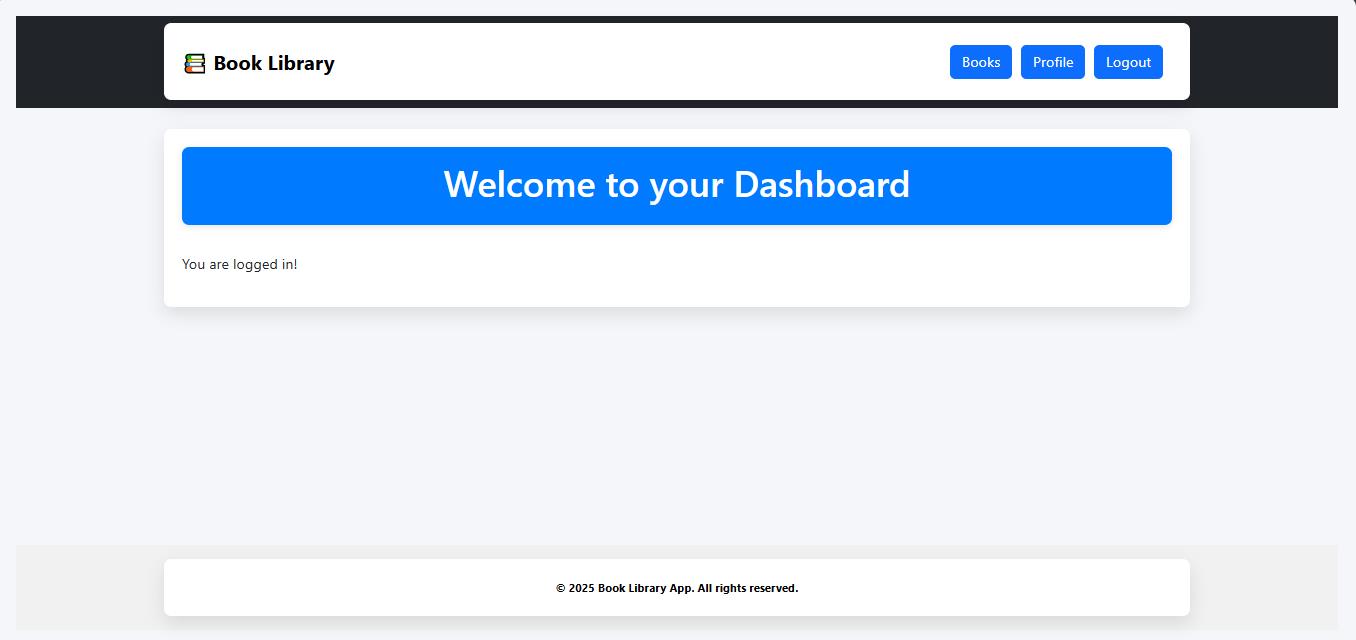 Book Library
Books Profile Logout
Welcome to your Dashboard
You are logged in!
© 2025 Book Library App. All rights reserved.